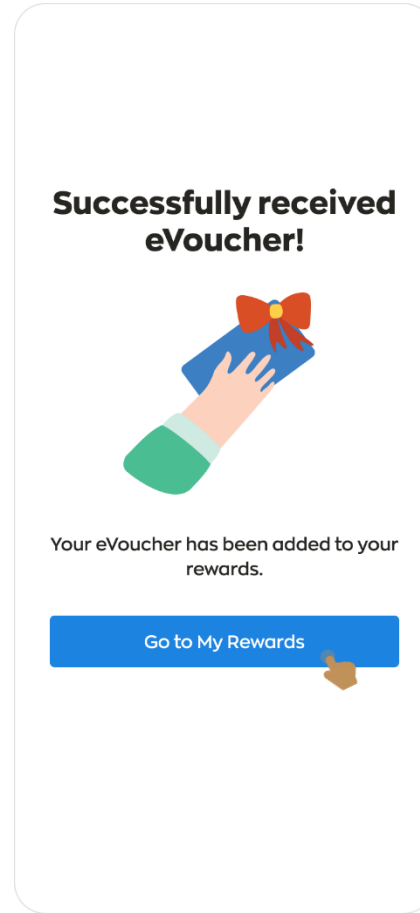 Successfully received
eVoucher!
Your eVoucher has been added to your
rewards.
Go to My Rewards